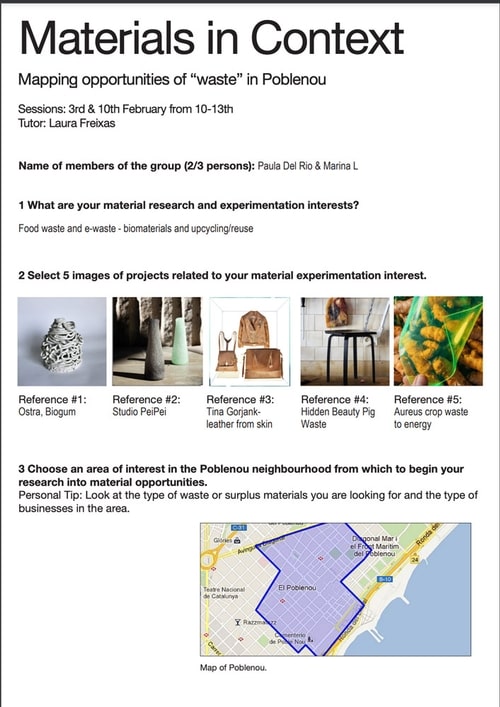 Materials in Context
Mapping opportunities of “waste” in Poblenou
Sessions: 3rd & 10th February from 10-13th
Tutor: Laura Freixas
Name of members of the group (2/3 persons): Paula Del Rio & Marina L
1 What are your material research and experimentation interests?
Food waste and e-waste - biomaterials and upcycling/reuse
2 Select 5 images of projects related to your material experimentation interest.
Reference #1:
Ostra, Biogum
Reference #2:
Studio PeiPei
Reference #3:
Tina Gorjank-
leather from skin
Reference #4:
Hidden Beauty Pig
Waste
Reference #5:
Aureus crop waste
to energy
3 Choose an area of interest in the Poblenou neighbourhood from which to begin your
research into material opportunities.
Personal Tip: Look at the type of waste or surplus materials you are looking for and the type of
businesses in the area.
C-31
Glòries
Avinguda Diagonal
Diagonal Mar i
el Front Marítim
del Poblenou
Ronda de
24
B-10
Teatre Nacional
de Catalunya
El Poblenou
Razzmatazz
Cementerio
de Poble Nou
Carrer
Map of Poblenou.